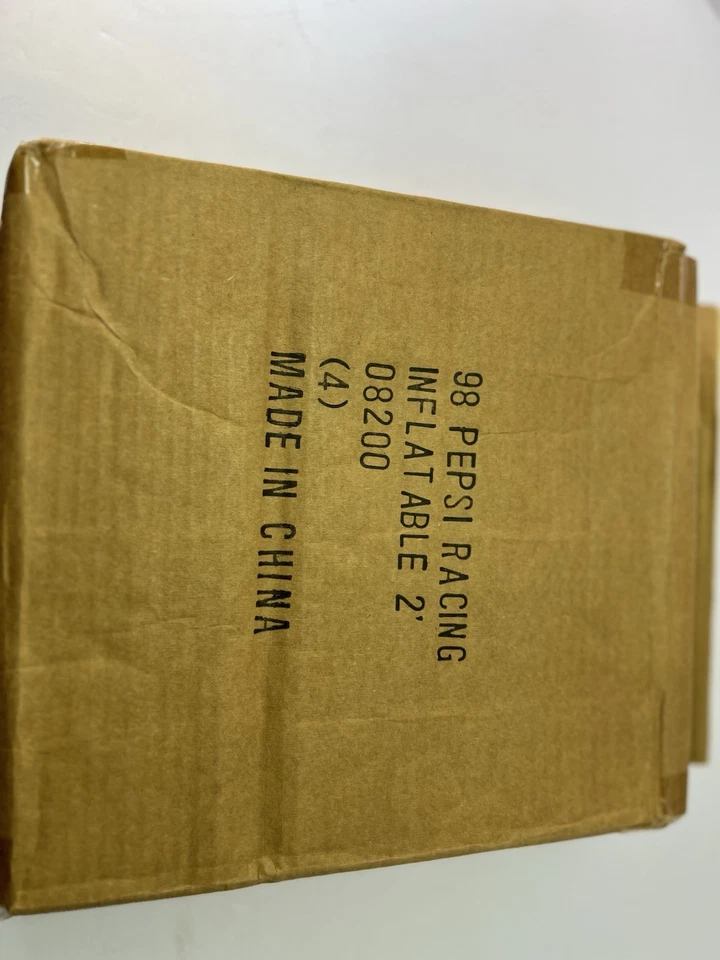 98 PEPSI RACING
INFLATABLE 2'
08200
(4)
MADE IN CHINA